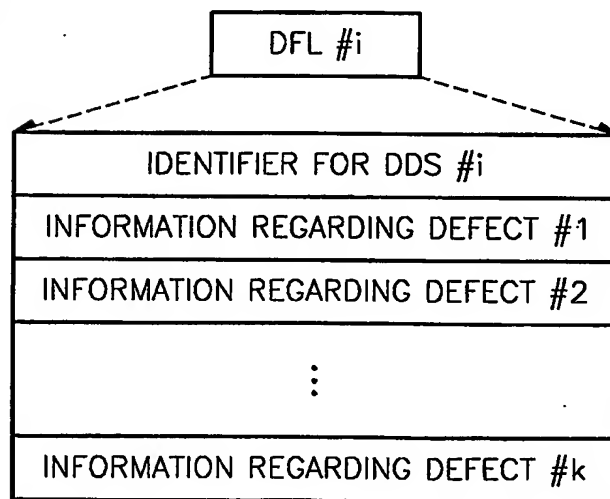 DFL #i
IDENTIFIER FOR DDS #i
INFORMATION REGARDING DEFECT #1
INFORMATION REGARDING DEFECT #2
⋮
INFORMATION REGARDING DEFECT #k